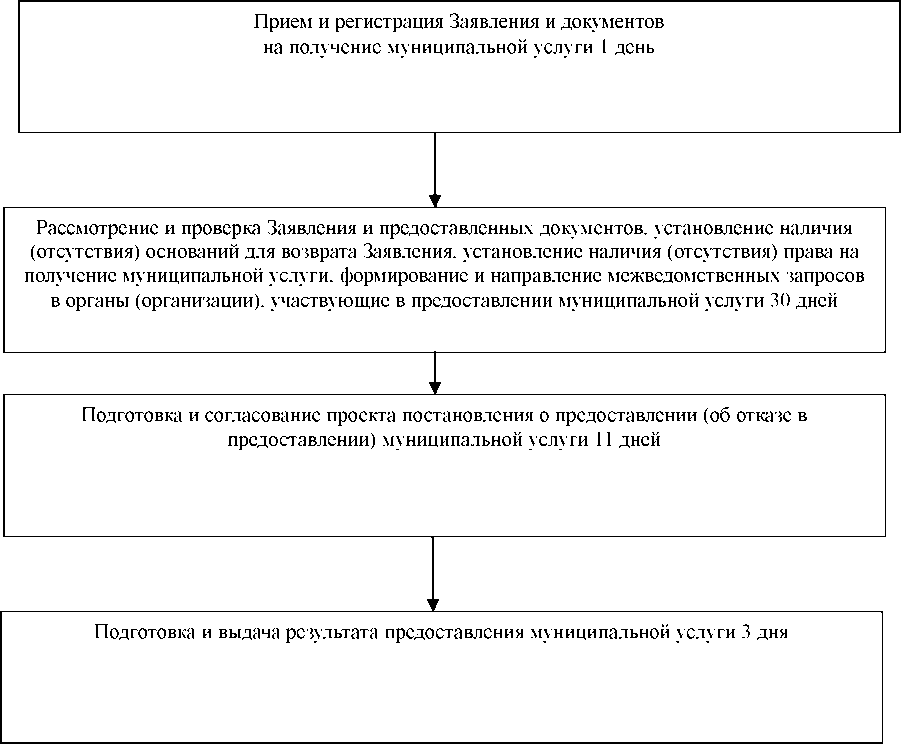 Прием и регистрация Заявления и документов
на получение муниципальной услуги 1 день
Рассмотрение и проверка Заявления и предоставленных документов, установление наличия
(отсутствия) оснований для возврата Заявления, установление наличия (отсутствия) права на
получение муниципальной услуги, формирование и направление межведомственных запросов
в органы (организации), участвующие в предоставлении муниципальной услуги 30 дней
Подготовка и согласование проекта постановления о предоставлении (об отказе в
предоставлении) муниципальной услуги 11 дней
Подготовка и выдача результата предоставления муниципальной услуги 3 дня